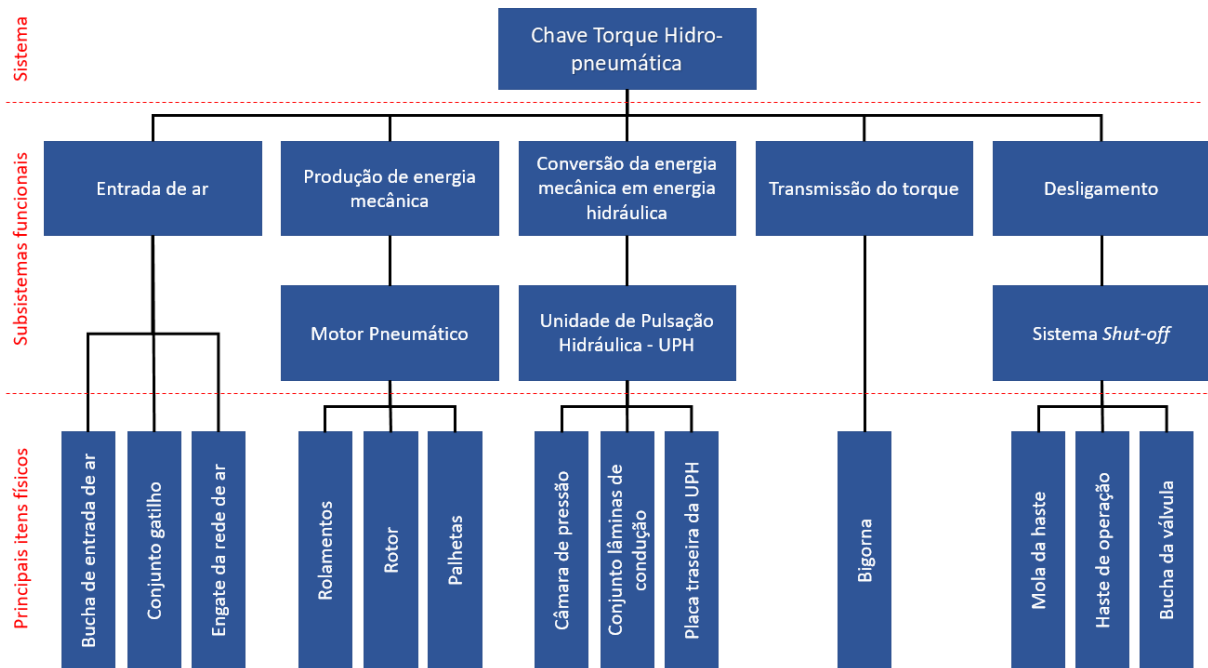 Sistema
Chave Torque Hidro-
pneumática
Subsistemas funcionais
Entrada de ar
Produção de energia
mecânica
Conversão da energia
mecânica em energia
hidráulica
Transmissão do torque
Desligamento
Motor Pneumático
Unidade de Pulsação
Hidráulica - UPH
Sistema Shut-off
Principais itens físicos
Bucha de entrada de ar
Conjunto gatilho
Engate da rede de ar
Rolamentos
Rotor
Palhetas
Câmara de pressão
Conjunto lâminas de
condução
Placa traseira da UPH
Bigorna
Mola da haste
Haste de operação
Bucha da válvula